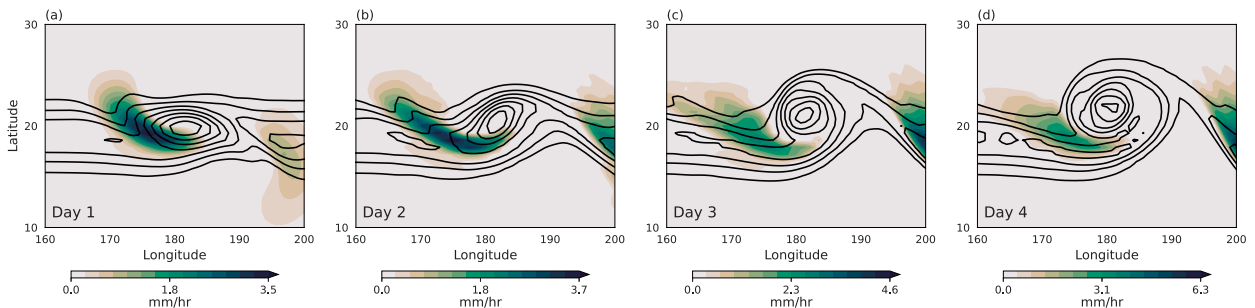 (a)
30
20
10
Latitude
Day 1
160 170 180 190 200
Longitude
0.0 1.8 3.5
mm/hr
(b)
30
20
10
Day 2
160 170 180 190 200
Longitude
0.0 1.8 3.7
mm/hr
(c)
30
20
10
Day 3
160 170 180 190 200
Longitude
0.0 2.3 4.6
mm/hr
(d)
30
20
10
Day 4
160 170 180 190 200
Longitude
0.0 3.1 6.3
mm/hr